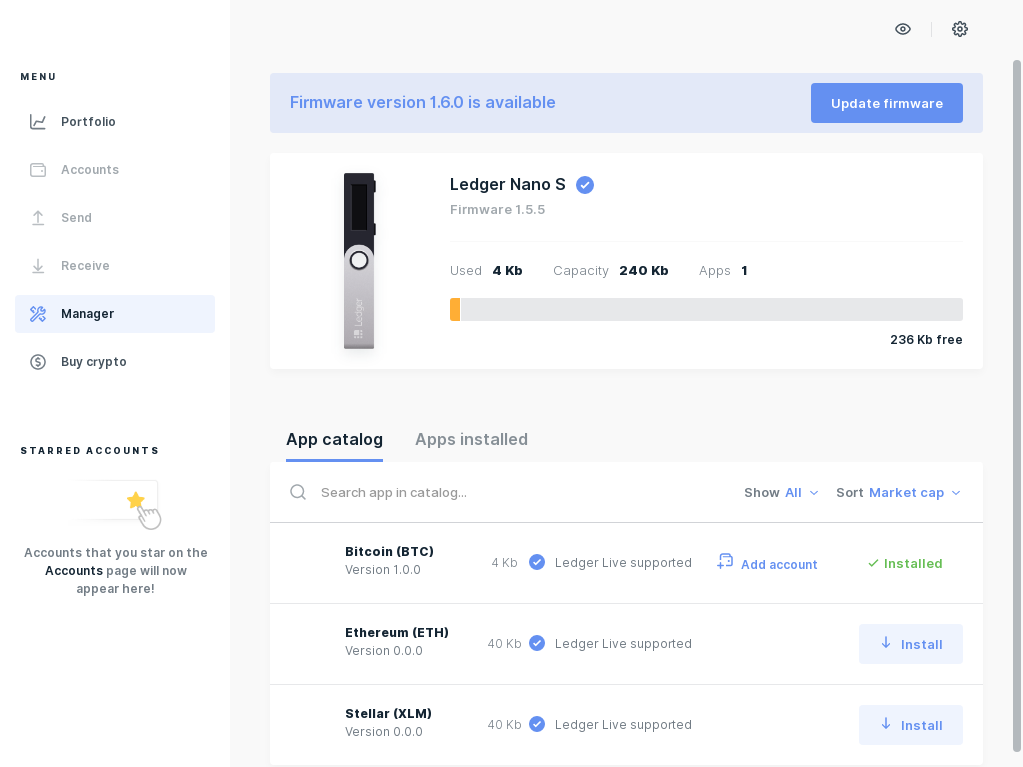 MENU
Portfolio
Accounts
Send
Receive
Manager
Buy crypto
STARRED ACCOUNTS
Accounts that you star on the
Accounts page will now
appear here!
Firmware version 1.6.0 is available
Update firmware
Ledger
Ledger Nano S
Firmware 1.5.5
Used 4 Kb Capacity 240 Kb Apps 1
236 Kb free
App catalog Apps installed
Search app in catalog... Show All Sort Market cap
Bitcoin (BTC)
Version 1.0.0
4 Kb Ledger Live supported Add account Installed
Ethereum (ETH)
Version 0.0.0
40 Kb Ledger Live supported Install
Stellar (XLM)
Version 0.0.0
40 Kb Ledger Live supported Install